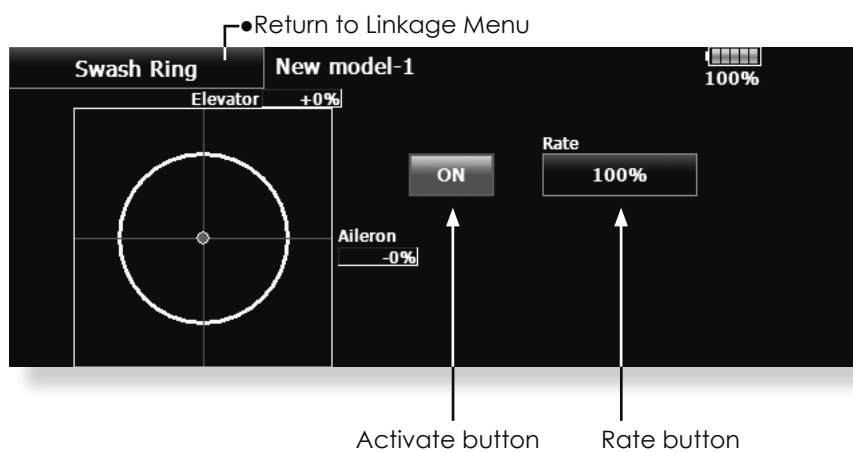 ●Return to Linkage Menu
Swash Ring
New model-1
100%
Elevator +0%
Rate
ON
100%
Aileron
-0%
Activate button
Rate button